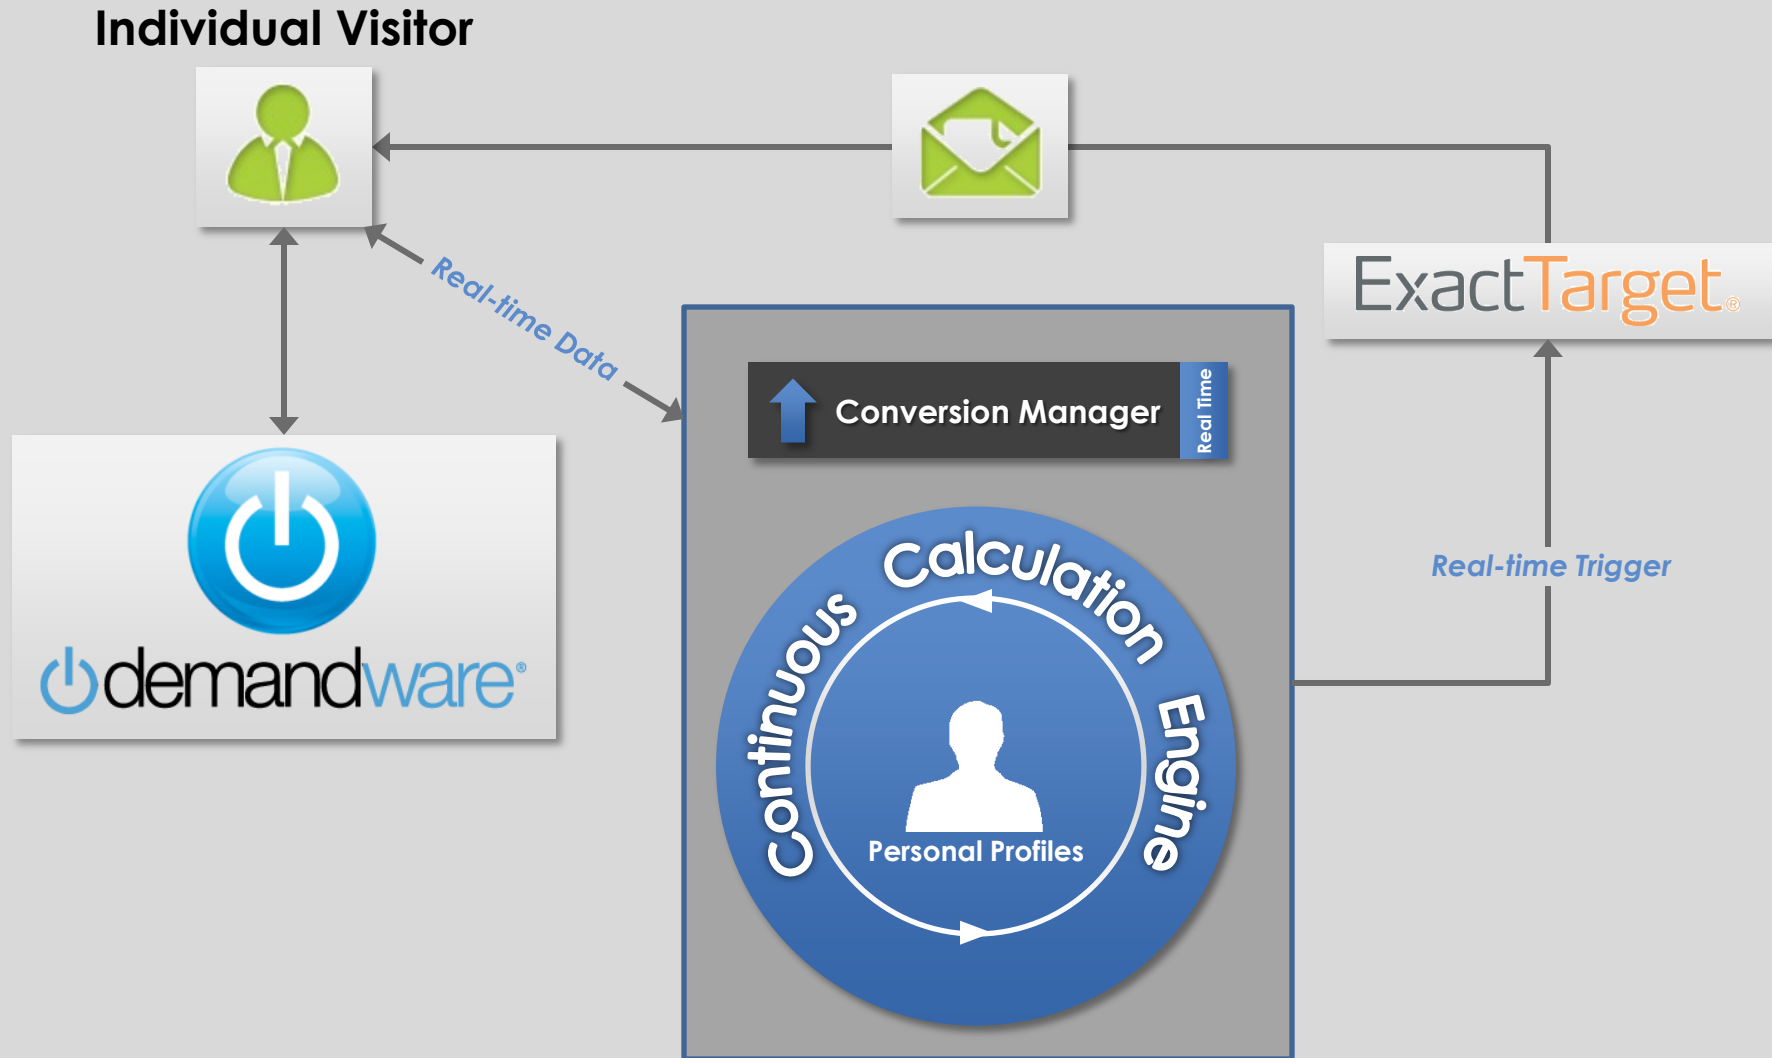 Individual Visitor
ExactTarget®
Real-time Data
Conversion Manager
Real Time
Continuous Calculation Engine
Real-time Trigger
demandware®
Personal Profiles